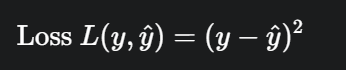 Loss L(y, ŷ) = (y − ŷ)²